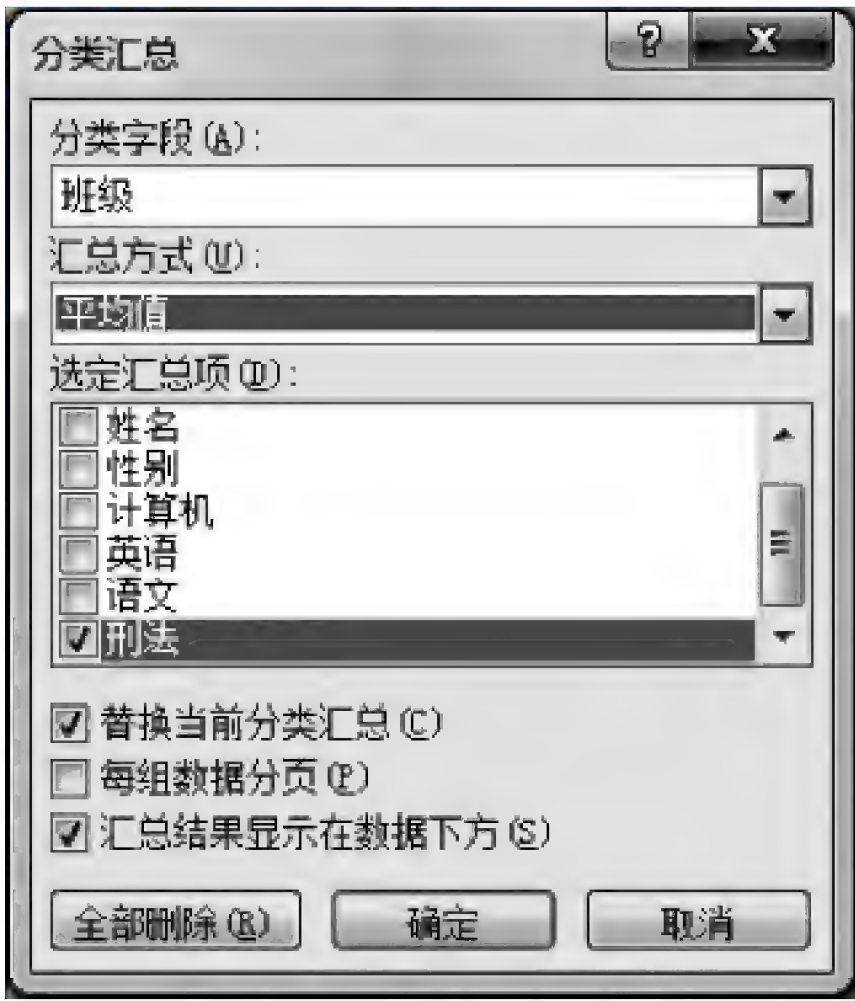 分类汇总
分类字段(A):
班级
汇总方式(U):
平均值
选定汇总项(D):
姓名
性别
计算机
英语
语文
刑法
替换当前分类汇总(C)
每组数据分页(P)
汇总结果显示在数据下方(S)
全部删除(R) 确定 取消